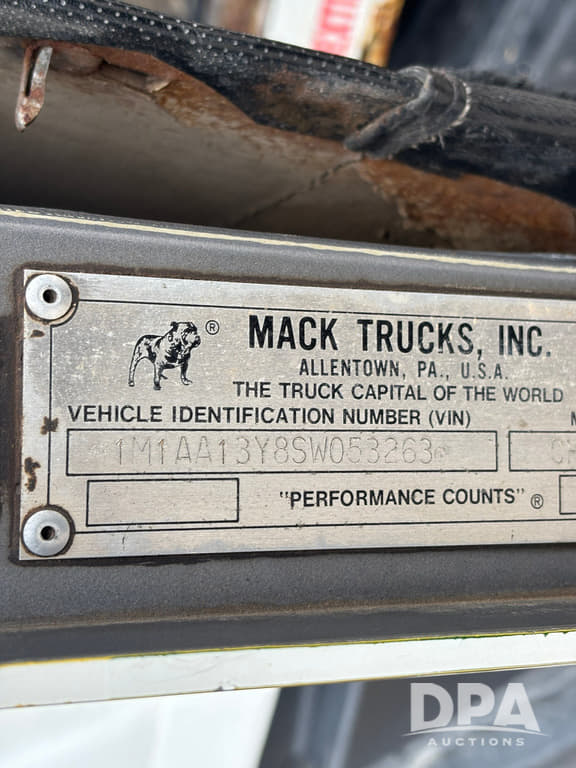 MACK TRUCKS, INC.
®
ALLENTOWN, PA., U.S.A.
THE TRUCK CAPITAL OF THE WORLD
VEHICLE IDENTIFICATION NUMBER (VIN)
1M1AA13Y8SW053263
"PERFORMANCE COUNTS"®
DPA
AUCTIONS